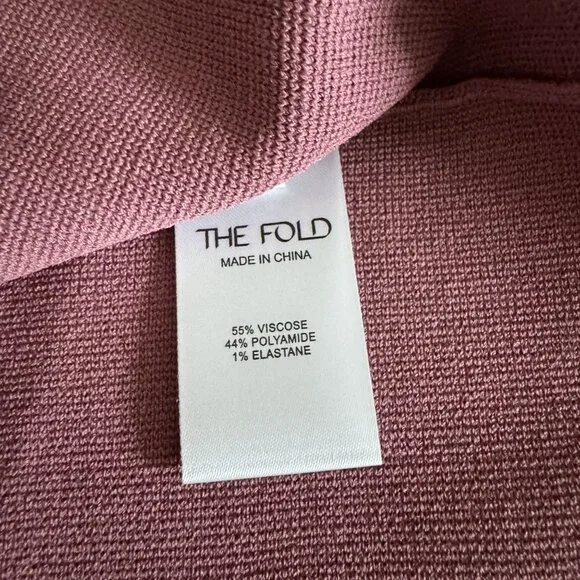 THE FOLD
MADE IN CHINA
55% VISCOSE
44% POLYAMIDE
1% ELASTANE